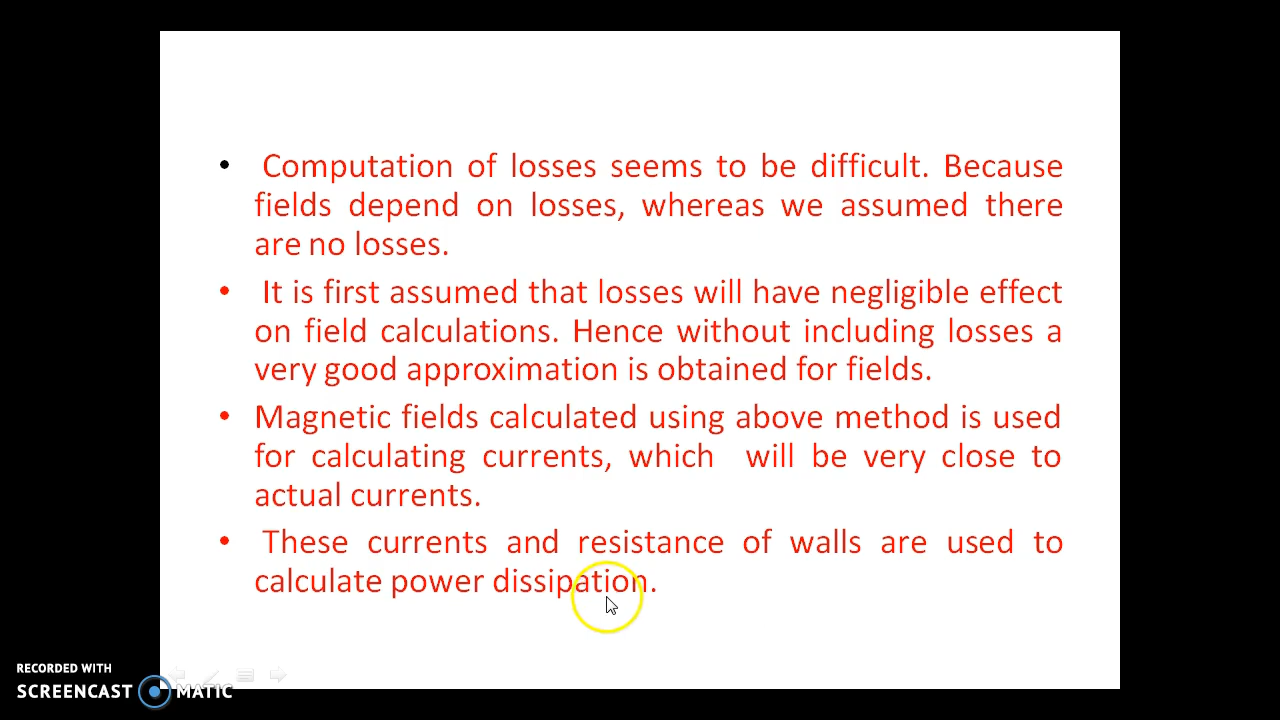 • Computation of losses seems to be difficult. Because
fields depend on losses, whereas we assumed there
are no losses.
• It is first assumed that losses will have negligible effect
on field calculations. Hence without including losses a
very good approximation is obtained for fields.
• Magnetic fields calculated using above method is used
for calculating currents, which will be very close to
actual currents.
• These currents and resistance of walls are used to
calculate power dissipation.
RECORDED WITH
SCREENCAST MATIC